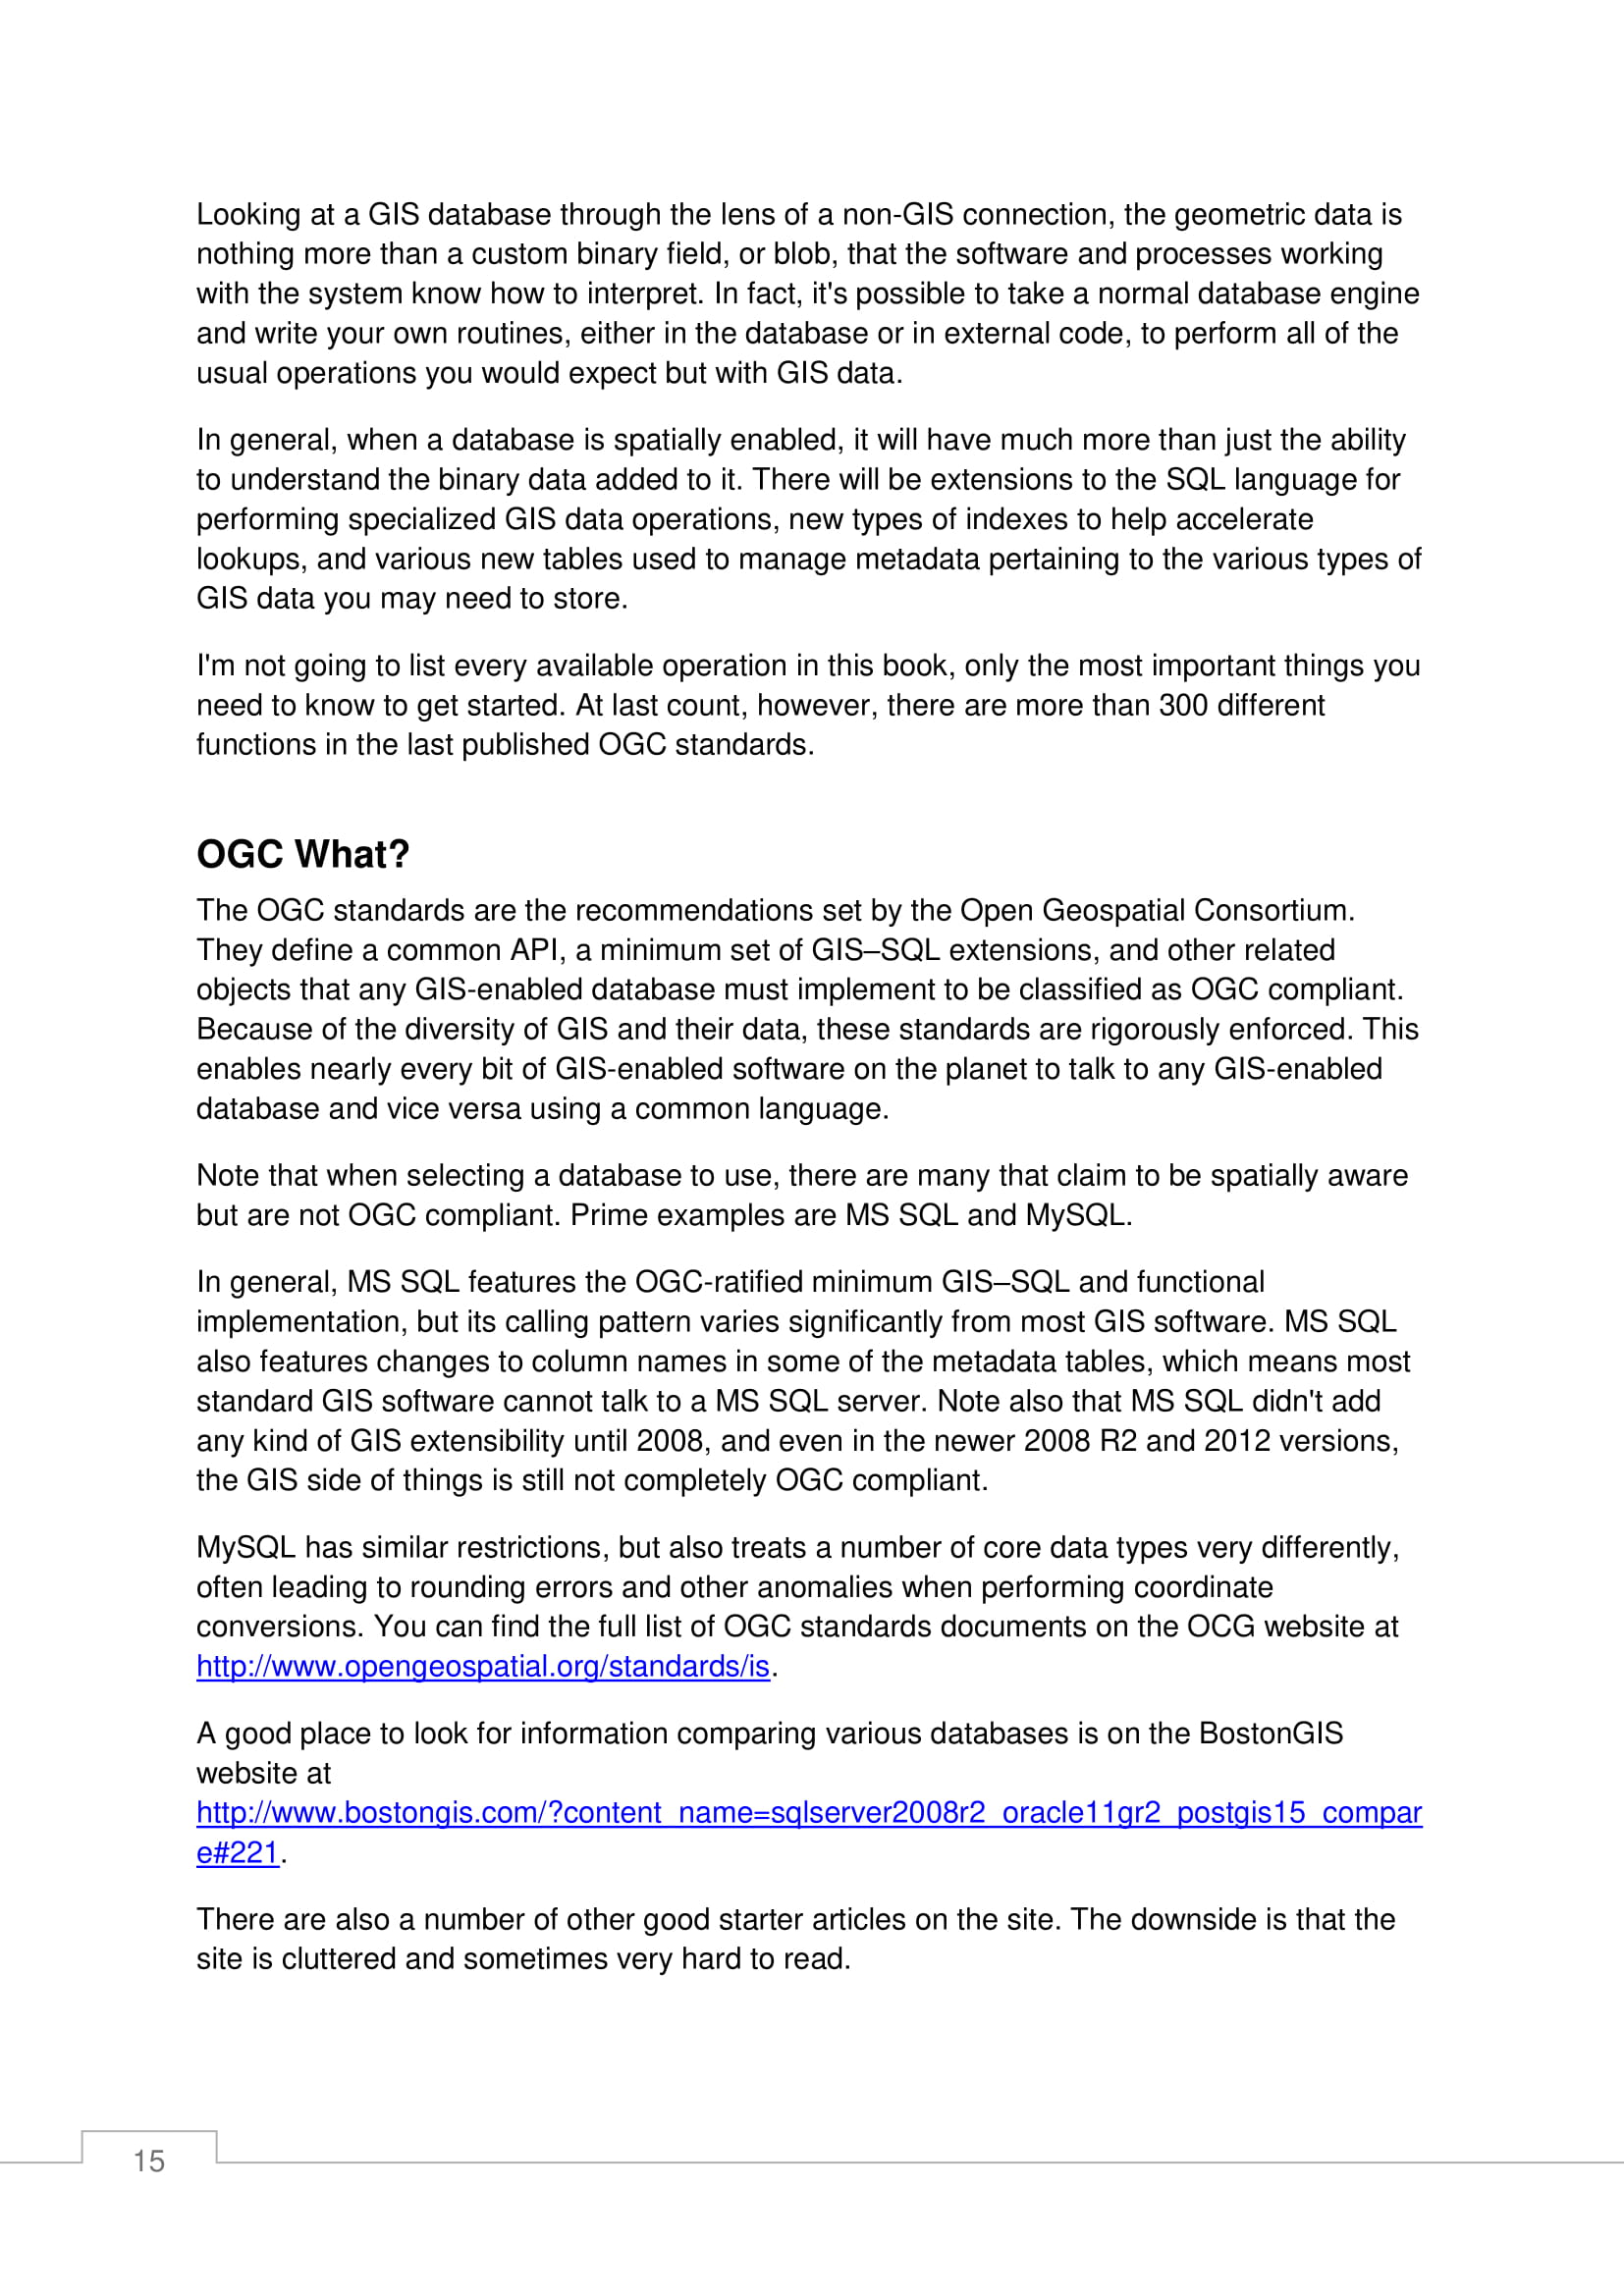 Looking at a GIS database through the lens of a non-GIS connection, the geometric data is
nothing more than a custom binary field, or blob, that the software and processes working
with the system know how to interpret. In fact, it's possible to take a normal database engine
and write your own routines, either in the database or in external code, to perform all of the
usual operations you would expect but with GIS data.
In general, when a database is spatially enabled, it will have much more than just the ability
to understand the binary data added to it. There will be extensions to the SQL language for
performing specialized GIS data operations, new types of indexes to help accelerate
lookups, and various new tables used to manage metadata pertaining to the various types of
GIS data you may need to store.
I'm not going to list every available operation in this book, only the most important things you
need to know to get started. At last count, however, there are more than 300 different
functions in the last published OGC standards.
OGC What?
The OGC standards are the recommendations set by the Open Geospatial Consortium.
They define a common API, a minimum set of GIS–SQL extensions, and other related
objects that any GIS-enabled database must implement to be classified as OGC compliant.
Because of the diversity of GIS and their data, these standards are rigorously enforced. This
enables nearly every bit of GIS-enabled software on the planet to talk to any GIS-enabled
database and vice versa using a common language.
Note that when selecting a database to use, there are many that claim to be spatially aware
but are not OGC compliant. Prime examples are MS SQL and MySQL.
In general, MS SQL features the OGC-ratified minimum GIS–SQL and functional
implementation, but its calling pattern varies significantly from most GIS software. MS SQL
also features changes to column names in some of the metadata tables, which means most
standard GIS software cannot talk to a MS SQL server. Note also that MS SQL didn't add
any kind of GIS extensibility until 2008, and even in the newer 2008 R2 and 2012 versions,
the GIS side of things is still not completely OGC compliant.
MySQL has similar restrictions, but also treats a number of core data types very differently,
often leading to rounding errors and other anomalies when performing coordinate
conversions. You can find the full list of OGC standards documents on the OCG website at
http://www.opengeospatial.org/standards/is.
A good place to look for information comparing various databases is on the BostonGIS
website at
http://www.bostongis.com/?content_name=sqlserver2008r2_oracle11gr2_postgis15_compar
e#221.
There are also a number of other good starter articles on the site. The downside is that the
site is cluttered and sometimes very hard to read.
15